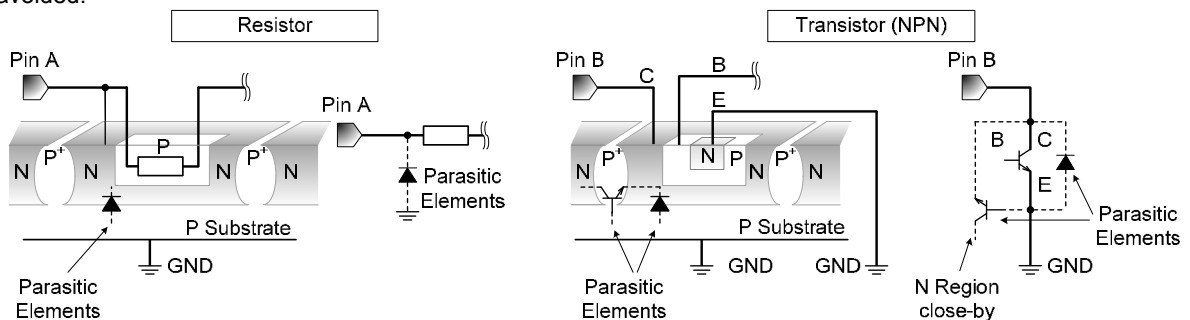 avoided.
Resistor
Transistor (NPN)
Pin A
Pin A
N
P+
N
P
N
P+
N
Parasitic
Elements
P Substrate
GND
Parasitic
Elements
Pin B
C
B
E
N
P+
N
N
P
N
P+
N
P Substrate
GND
GND
Parasitic
Elements
Pin B
B
C
E
Parasitic
Elements
GND
N Region
close-by